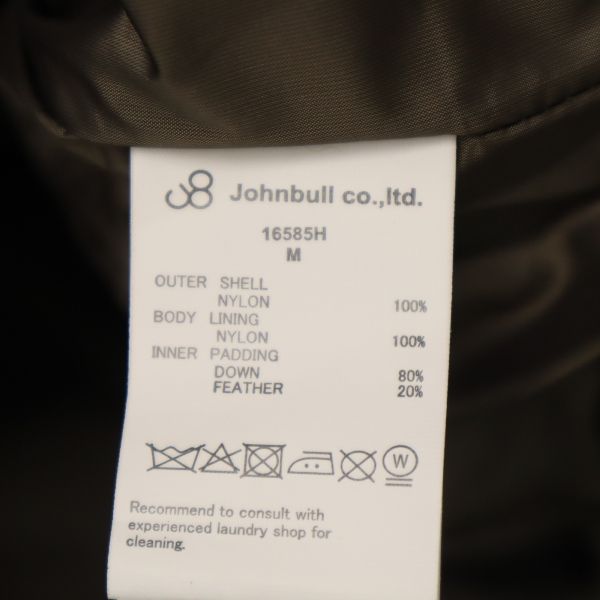 Johnbull co.,ltd.
16585H
M
OUTER SHELL
NYLON 100%
BODY LINING
NYLON 100%
INNER PADDING
DOWN 80%
FEATHER 20%
W
Recommend to consult with
experienced laundry shop for
cleaning.